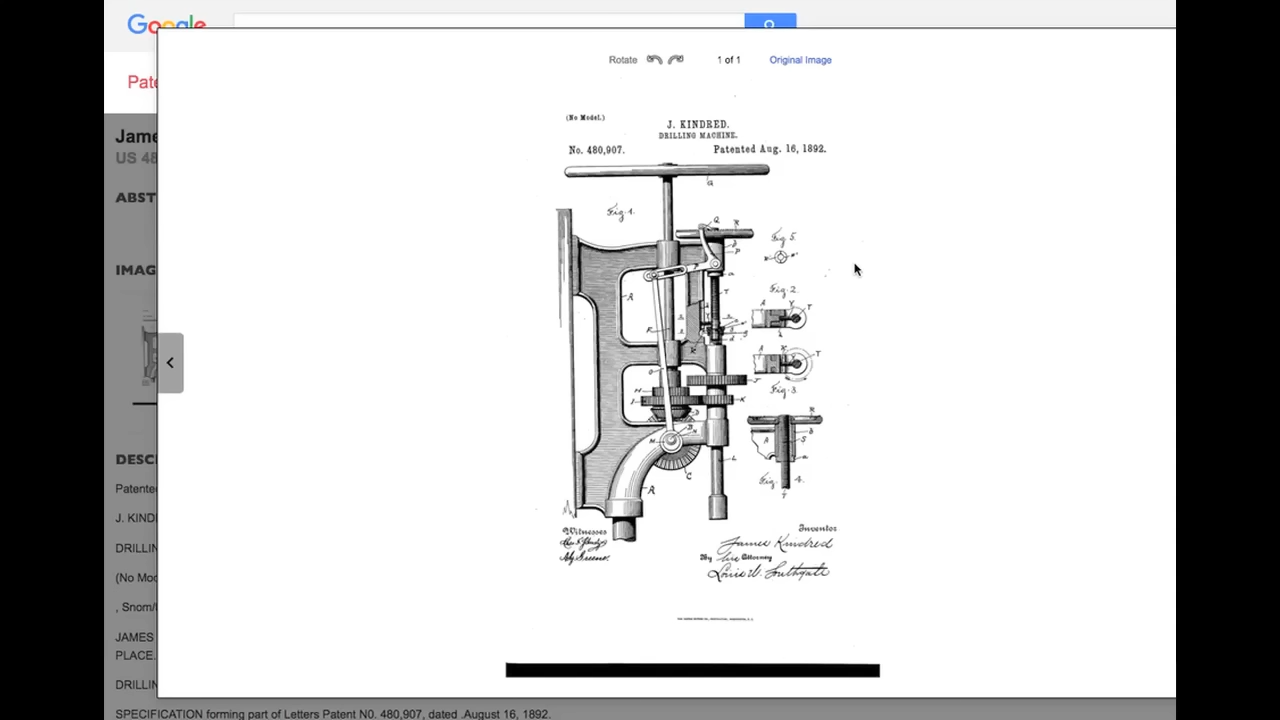 Google
Rotate 1 of 1 Original Image
Pate
(No Model.)
J. KINDRED.
DRILLING MACHINE.
No. 480,907. Patented Aug. 16, 1892.
Jame
US 48
ABST
IMAG
Fig. 1.
Fig. 5.
Fig. 2.
Fig. 3.
Fig. 4.
Witnesses
Inventor
James Kindred
By his Attorney
Louis W. Southgate
DESC
Patente
J. KIND
DRILLIN
(No Moc
, Snom/
JAMES
PLACE.
DRILLIN
SPECIFICATION forming part of Letters Patent N0. 480,907, dated .August 16, 1892.